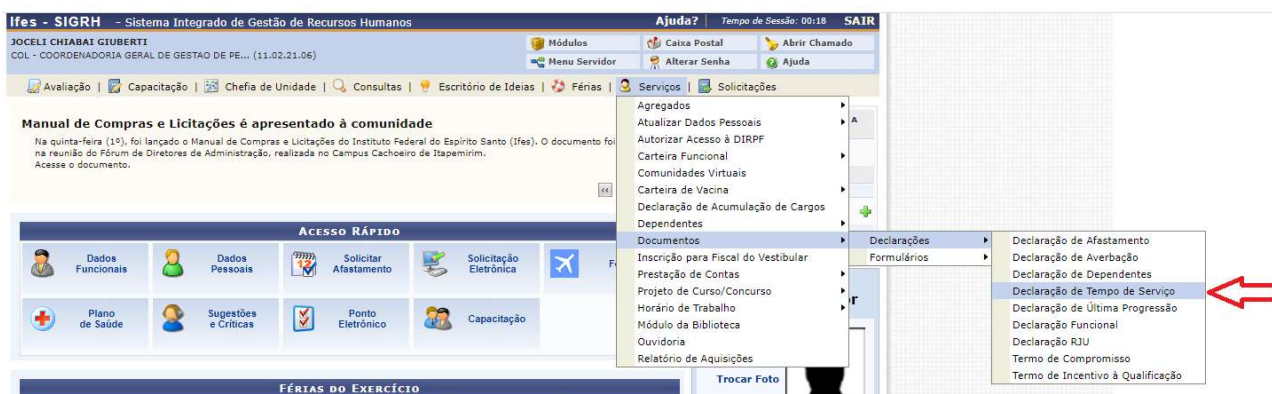 Ifes - SIGRH - Sistema Integrado de Gestão de Recursos Humanos
Ajuda? | Tempo de Sessão: 00:18 SAIR
JOCELI CHIABAI GIUBERTI
COL - COORDENADORIA GERAL DE GESTAO DE PE... (11.02.21.06)
Módulos
Caixa Postal
Abrir Chamado
Menu Servidor
Alterar Senha
Ajuda
Avaliação | Capacitação | Chefia de Unidade | Consultas | Escritório de Ideias | Férias | Serviços | Solicitações
Manual de Compras e Licitações é apresentado à comunidade
Na quinta-feira (1º), foi lançado o Manual de Compras e Licitações do Instituto Federal do Espírito Santo (Ifes). O documento foi
na reunião do Fórum de Diretores de Administração, realizada no Campus Cachoeiro de Itapemirim.
Acesse o documento.
<<
A
Agregados
Atualizar Dados Pessoais
Autorizar Acesso à DIRPF
Carteira Funcional
Comunidades Virtuais
Carteira de Vacina
Declaração de Acumulação de Cargos
Dependentes
Documentos
Inscrição para Fiscal do Vestibular
Prestação de Contas
Projeto de Curso/Concurso
Horário de Trabalho
Módulo da Biblioteca
Ouvidoria
Relatório de Aquisições
Declarações
Formulários
Declaração de Afastamento
Declaração de Averbação
Declaração de Dependentes
Declaração de Tempo de Serviço
Declaração de Última Progressão
Declaração Funcional
Declaração RJU
Termo de Compromisso
Termo de Incentivo à Qualificação
ACESSO RÁPIDO
Dados
Funcionais
Dados
Pessoais
Solicitar
Afastamento
Solicitação
Eletrônica
F
Plano
de Saúde
Sugestões
e Críticas
Ponto
Eletrônico
Capacitação
or
Trocar Foto
FÉRIAS DO EXERCÍCIO